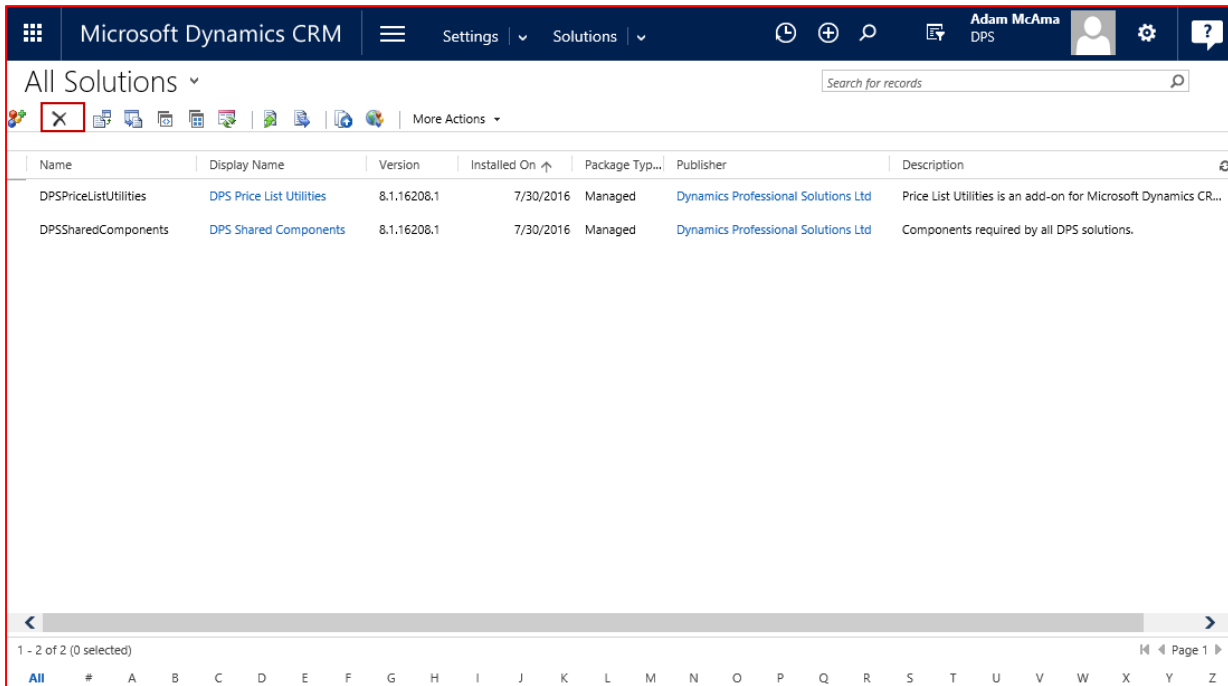 Microsoft Dynamics CRM Settings Solutions Adam McAma
DPS
?
All Solutions
Search for records
More Actions
Name Display Name Version Installed On Package Typ... Publisher Description
DPSPriceListUtilities DPS Price List Utilities 8.1.16208.1 7/30/2016 Managed Dynamics Professional Solutions Ltd Price List Utilities is an add-on for Microsoft Dynamics CR...
DPSSharedComponents DPS Shared Components 8.1.16208.1 7/30/2016 Managed Dynamics Professional Solutions Ltd Components required by all DPS solutions.
1 - 2 of 2 (0 selected) Page 1
All # A B C D E F G H I J K L M N O P Q R S T U V W X Y Z